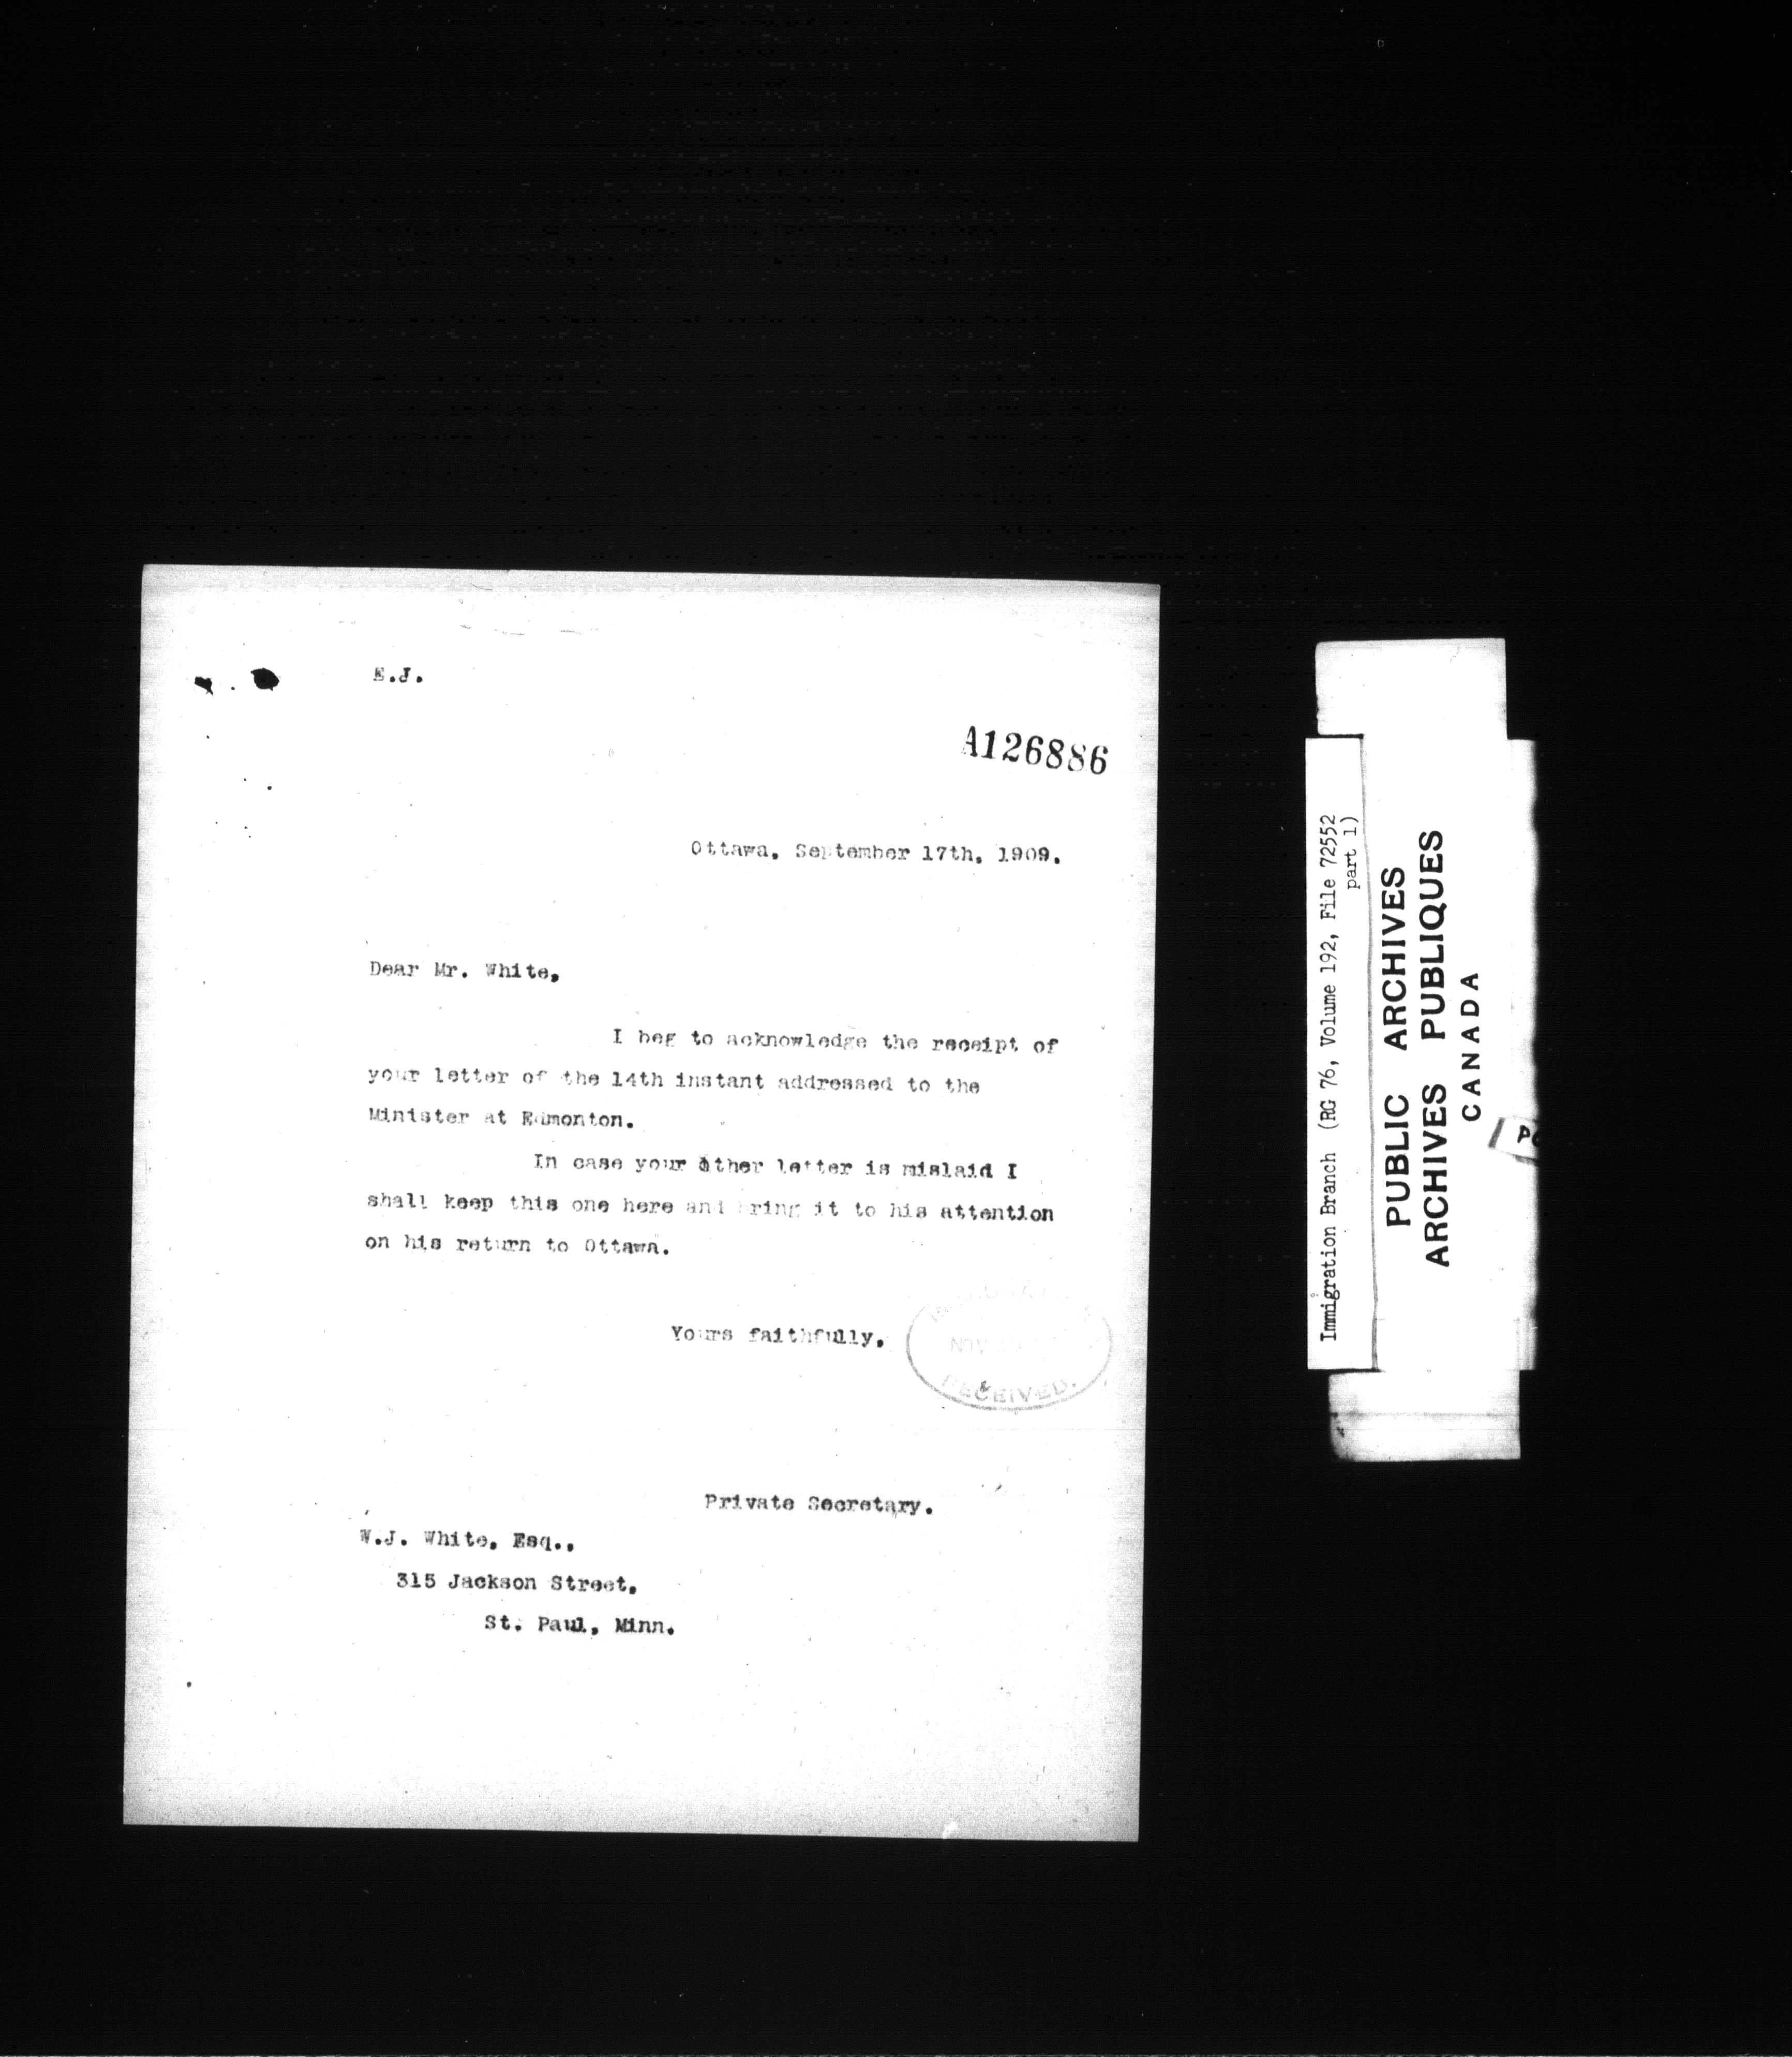 E.J.
A126886
Ottawa, September 17th, 1909.
Dear Mr. White,
I beg to acknowledge the receipt of
your letter of the 14th instant addressed to the
Minister at Edmonton.
In case your other letter is mislaid I
shall keep this one here and bring it to his attention
on his return to Ottawa.
Yours faithfully,
NOV
RECEIVED.
Private Secretary.
W.J. White, Esq.,
315 Jackson Street,
St. Paul, Minn.
Immigration Branch (RG 76, Volume 192, File 72552
part 1)
PUBLIC ARCHIVES
ARCHIVES PUBLIQUES
CANADA